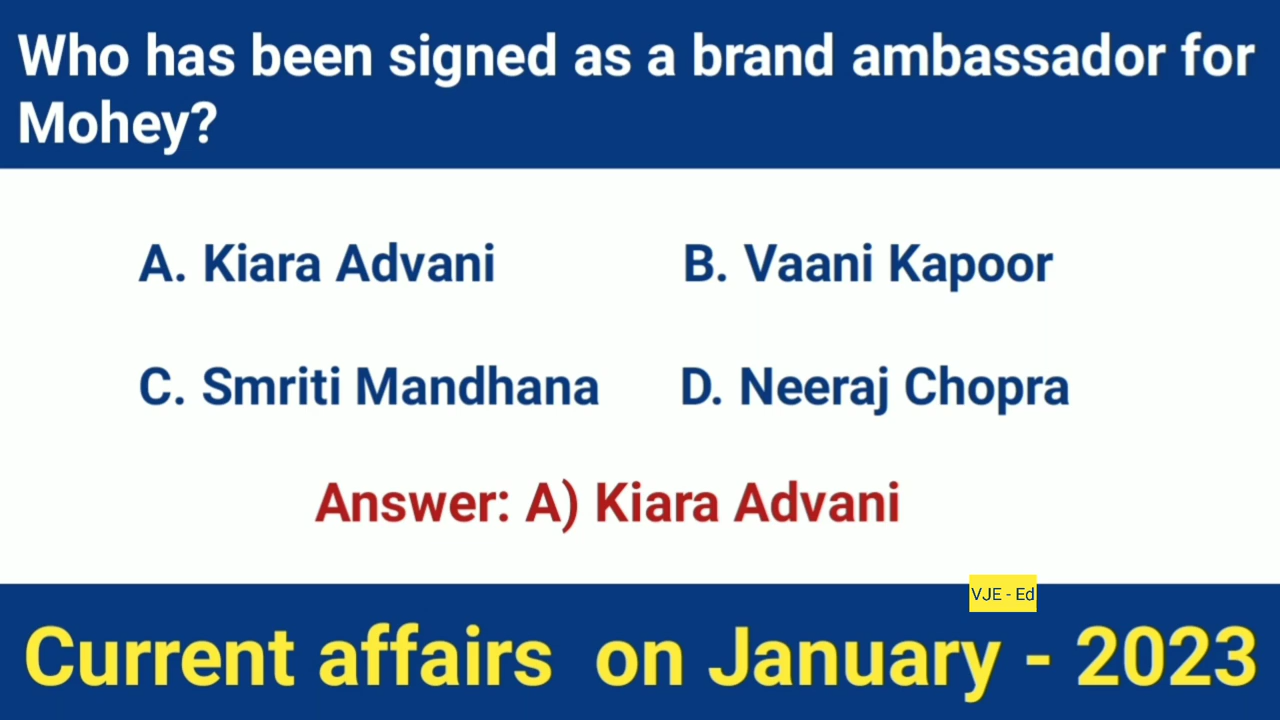 Who has been signed as a brand ambassador for
Mohey?
A. Kiara Advani
B. Vaani Kapoor
C. Smriti Mandhana
D. Neeraj Chopra
Answer: A) Kiara Advani
VJE - Ed
Current affairs on January - 2023